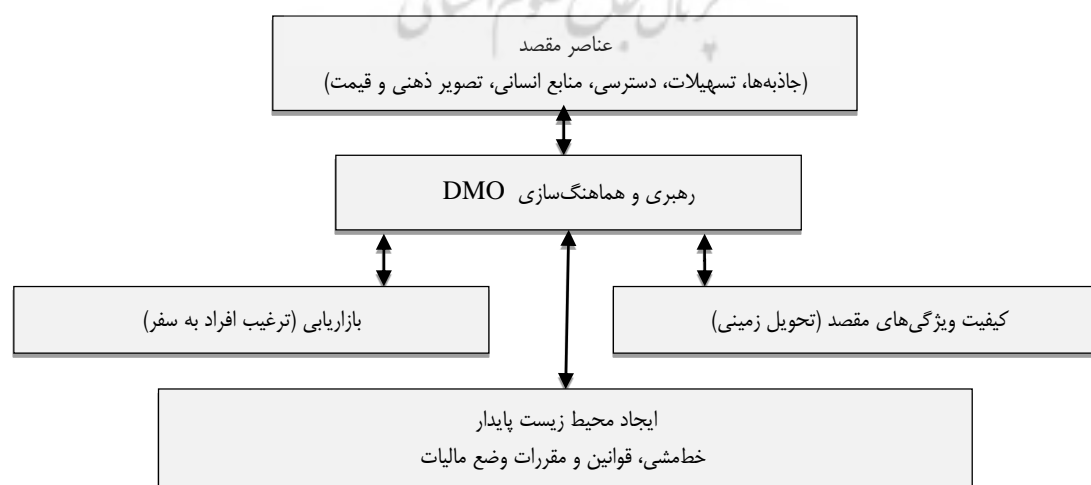 عناصر مقصد
(جاذبه‌ها، تسهیلات، دسترسی، منابع انسانی، تصویر ذهنی و قیمت)
رهبری و هماهنگ‌سازی DMO
کیفیت ویژگی‌های مقصد (تحویل زمینی)
بازاریابی (ترغیب افراد به سفر)
ایجاد محیط زیست پایدار
خط‌مشی، قوانین و مقررات وضع مالیات